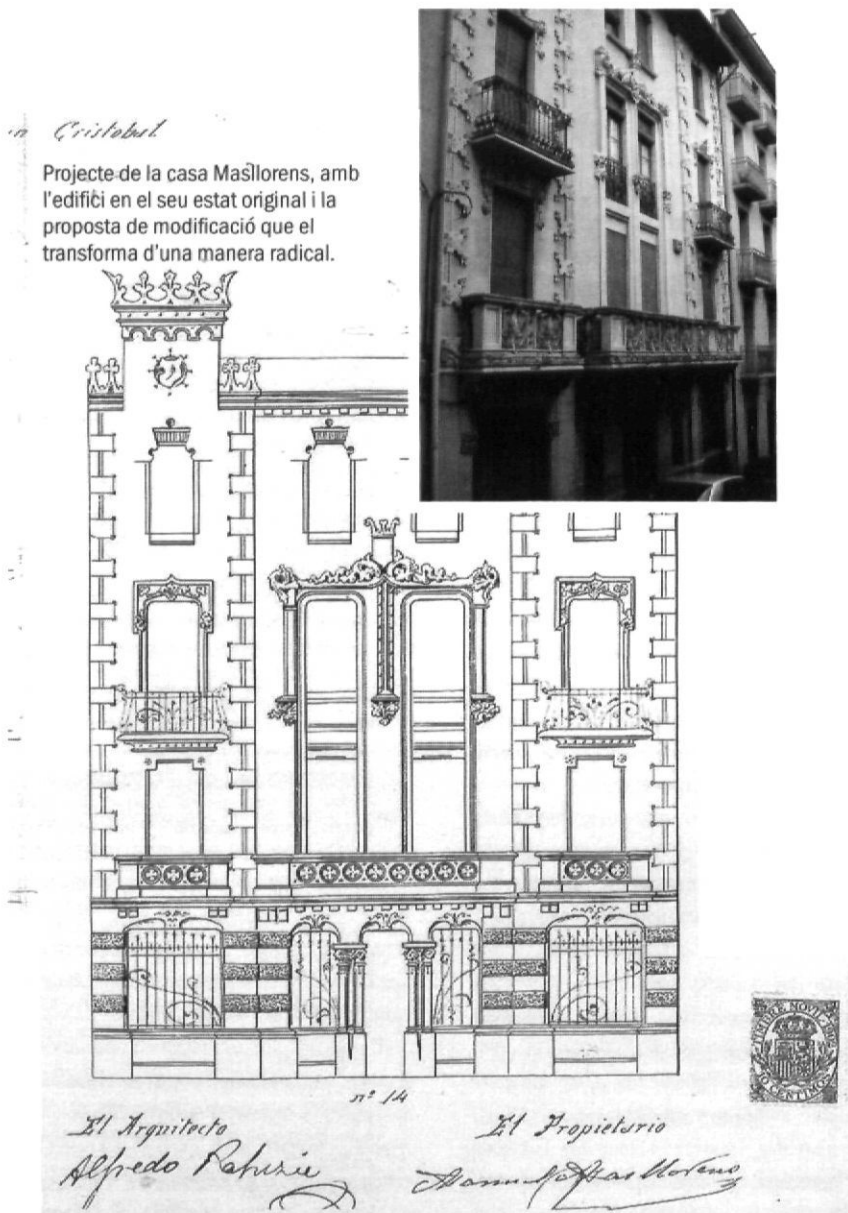 Cristobal.
Projecte de la casa Masllorens, amb
l'edifici en el seu estat original i la
proposta de modificació que el
transforma d'una manera radical.
nº 14
El Arquitecto
El Propietario
Alfredo